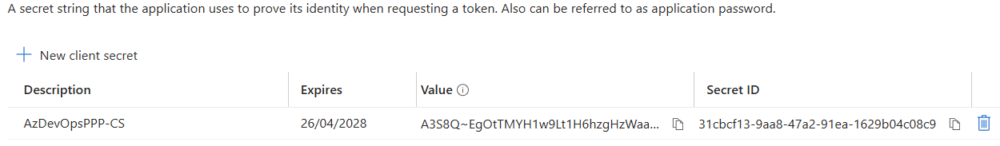 A secret string that the application uses to prove its identity when requesting a token. Also can be referred to as application password.
New client secret
Description Expires Value Secret ID
AzDevOpsPPP-CS 26/04/2028 A3S8Q~EgOtTMYH1w9Lt1H6hzgHzWaa... 31cbcf13-9aa8-47a2-91ea-1629b04c08c9